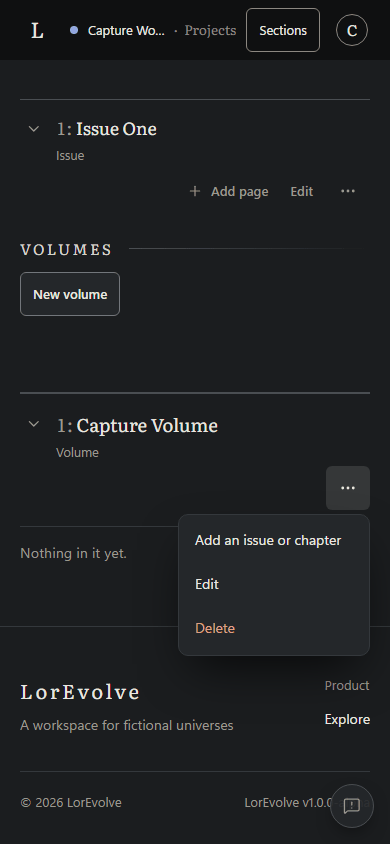 L
Capture Wo... · Projects
Sections
C
1: Issue One
Issue
Add page
Edit
VOLUMES
New volume
1: Capture Volume
Volume
Add an issue or chapter
Nothing in it yet.
Edit
Delete
LorEvolve
A workspace for fictional universes
Product
Explore
© 2026 LorEvolve
LorEvolve v1.0.0